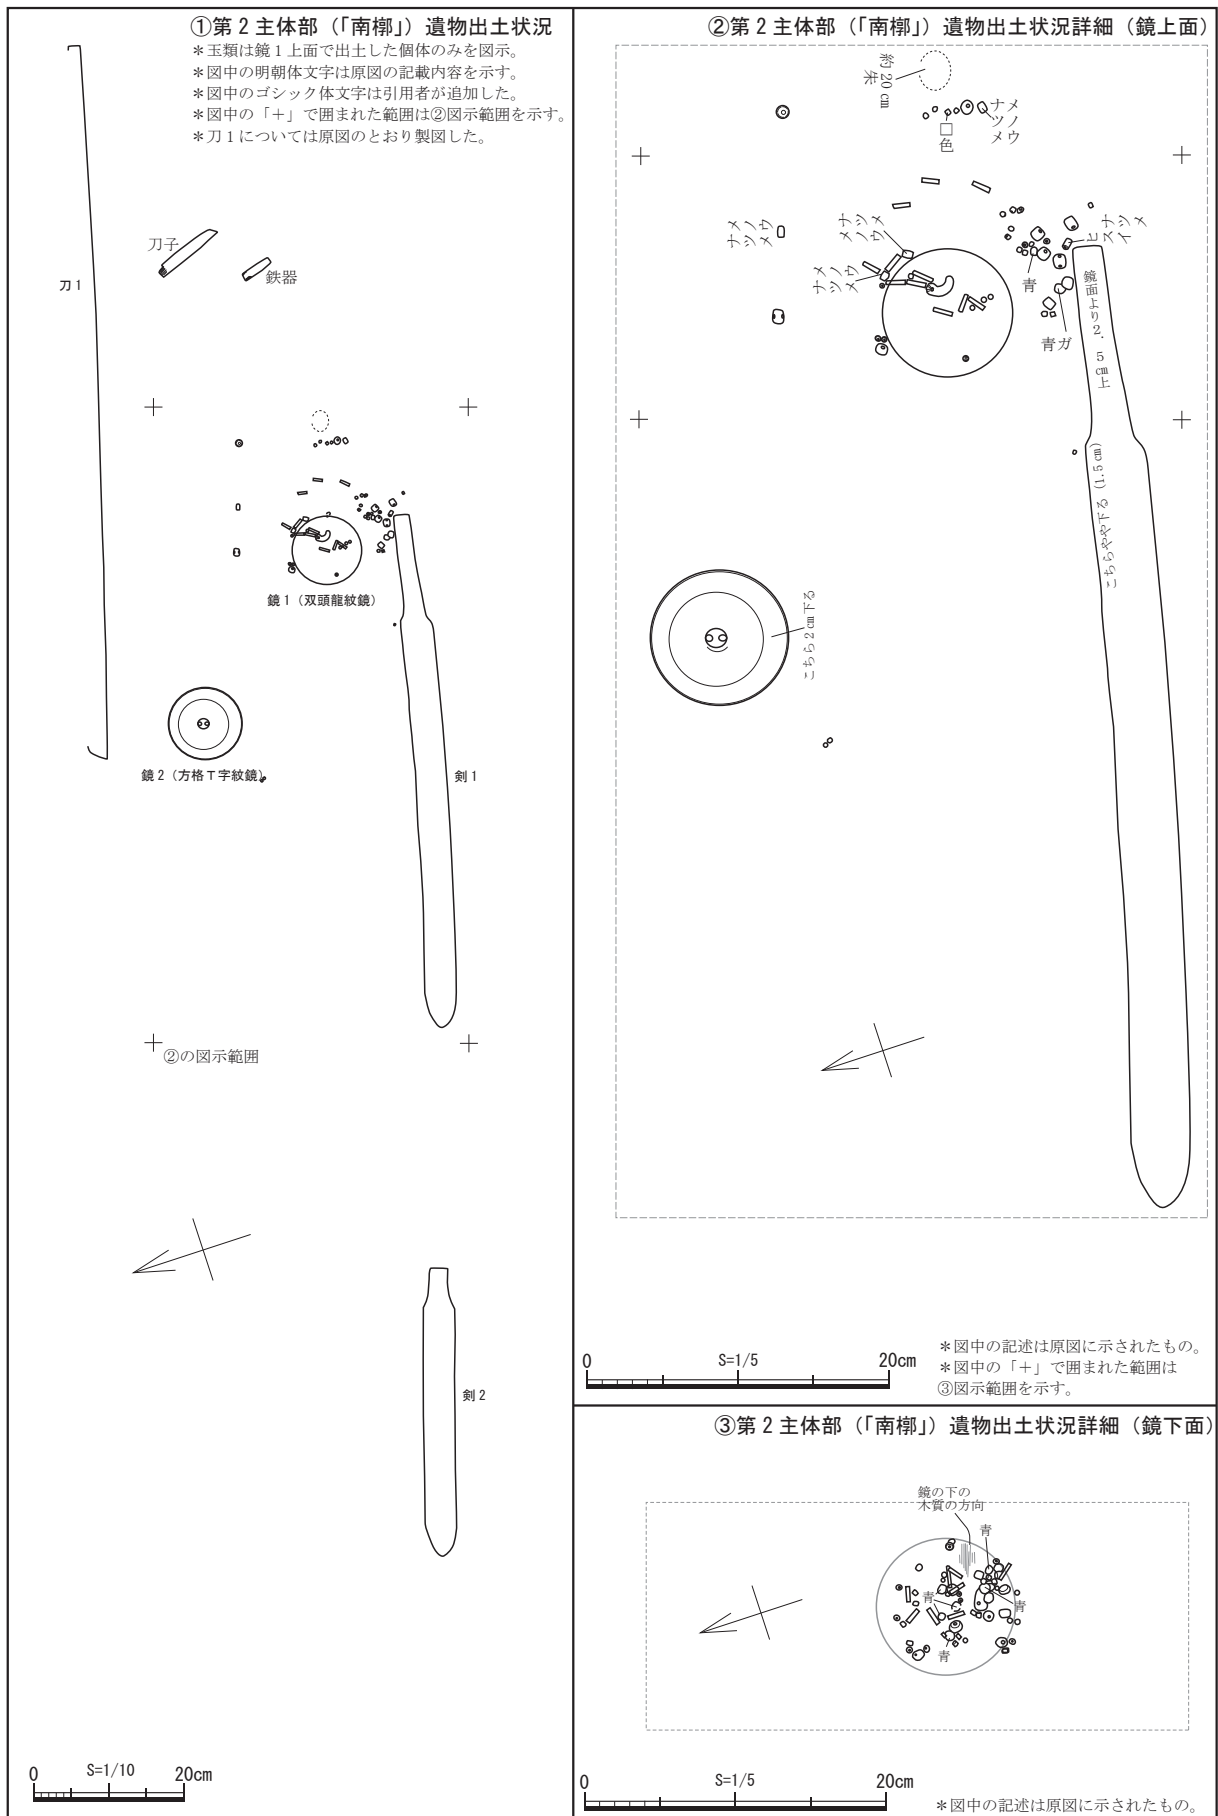 ①第2主体部（「南槨」）遺物出土状況
＊玉類は鏡1上面で出土した個体のみを図示。
＊図中の明朝体文字は原図の記載内容を示す。
＊図中のゴシック体文字は引用者が追加した。
＊図中の「＋」で囲まれた範囲は②図示範囲を示す。
＊刀1については原図のとおり製図した。
刀子
鉄器
刀1
鏡1（双頭龍紋鏡）
鏡2（方格T字紋鏡）
剣1
②の図示範囲
剣2
0
S=1/10
20cm
②第2主体部（「南槨」）遺物出土状況詳細（鏡上面）
約20㎝
朱
メノウ
ナツメ
□色
メノウ
ナツメ
ナツメ
メノウ
メノウ
ナツメ
ナツメ
ヒスイ
青
青ガ
鏡面より2.5㎝上
こちらやや下る（1.5㎝）
こちら2㎝下る
0
S=1/5
20cm
＊図中の記述は原図に示されたもの。
＊図中の「＋」で囲まれた範囲は
③図示範囲を示す。
③第2主体部（「南槨」）遺物出土状況詳細（鏡下面）
鏡の下の
木質の方向
青
青
青
青
0
S=1/5
20cm
＊図中の記述は原図に示されたもの。